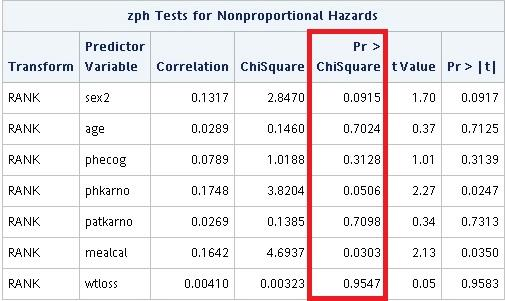 zph Tests for Nonproportional Hazards
Transform Predictor Variable Correlation ChiSquare Pr > ChiSquare t Value Pr > |t|
RANK sex2 0.1317 2.8470 0.0915 1.70 0.0917
RANK age 0.0289 0.1460 0.7024 0.37 0.7125
RANK phecog 0.0789 1.0188 0.3128 1.01 0.3139
RANK phkarno 0.1748 3.8204 0.0506 2.27 0.0247
RANK patkarno 0.0269 0.1385 0.7098 0.34 0.7313
RANK mealcal 0.1642 4.6937 0.0303 2.13 0.0350
RANK wtloss 0.00410 0.00323 0.9547 0.05 0.9583